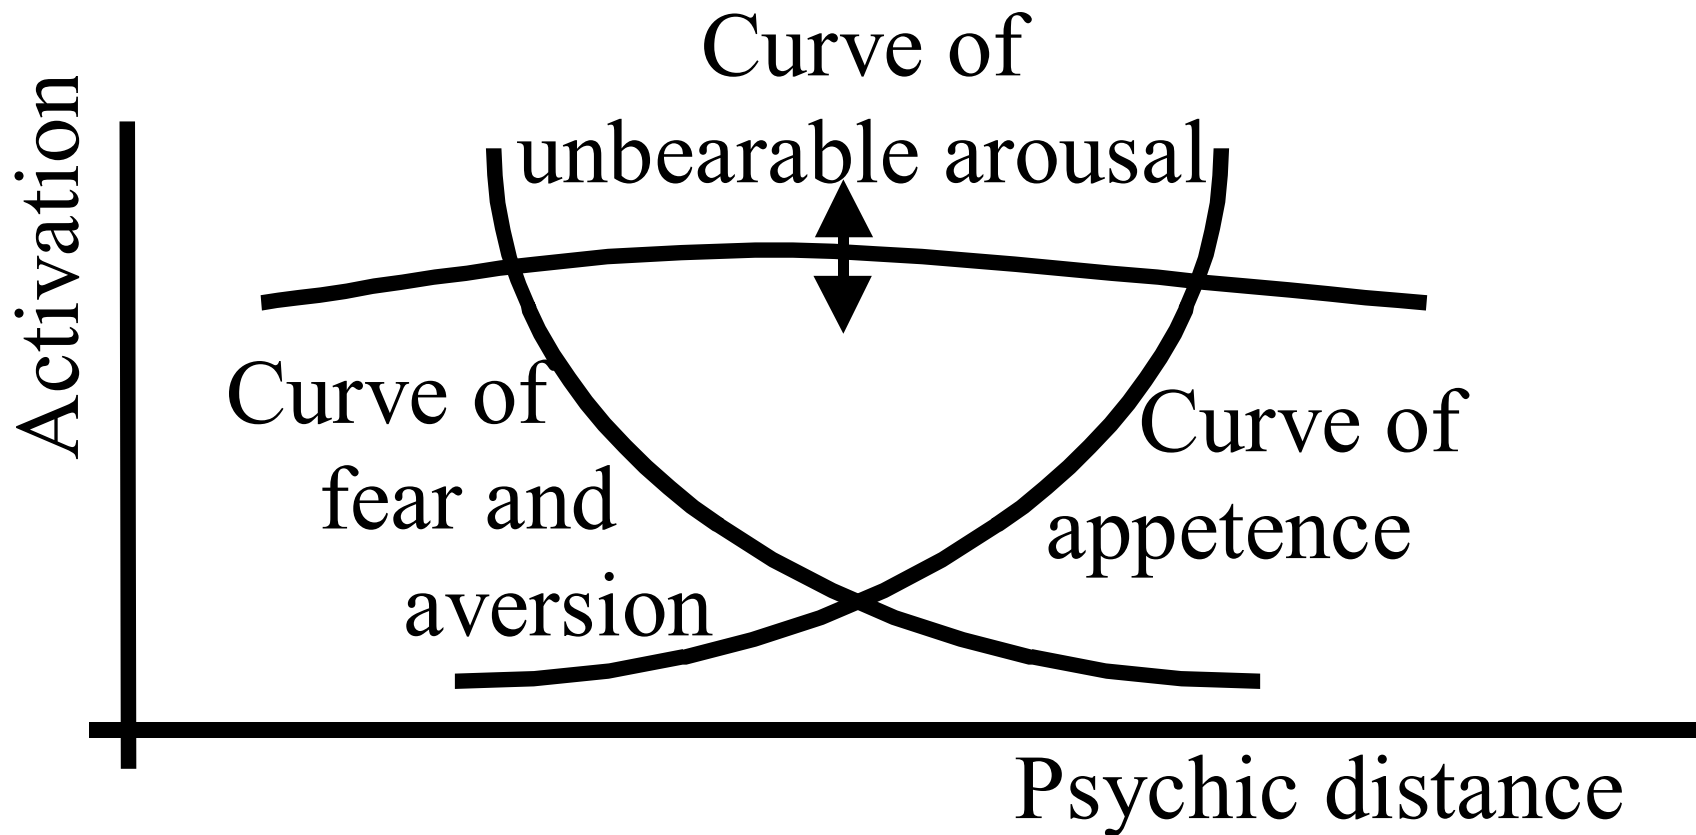 Curve of
unbearable arousal
Activation
Curve of
fear and
aversion
Curve of
appetence
Psychic distance